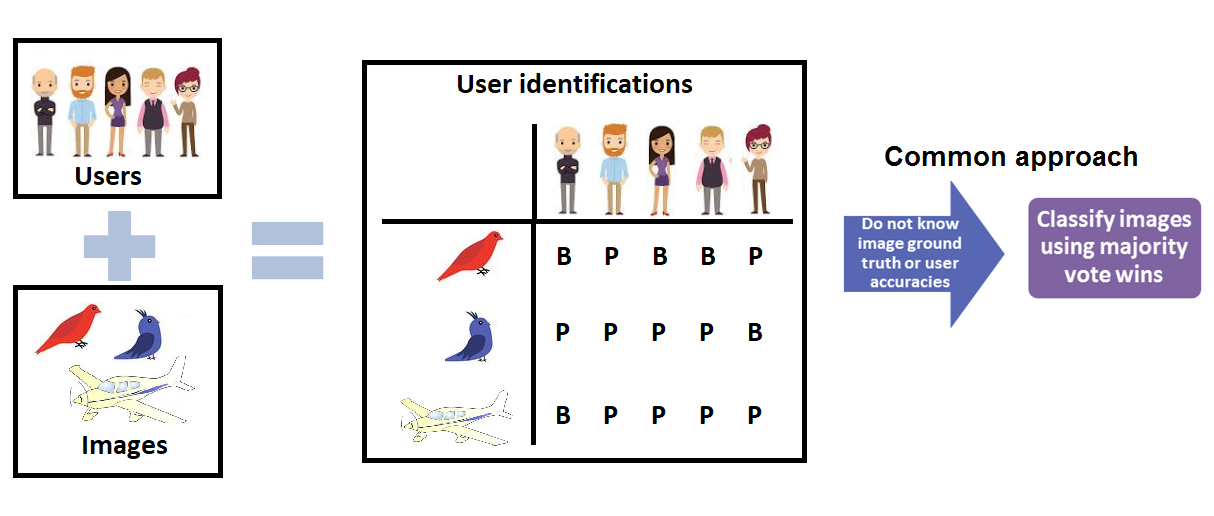 Users
Images
User identifications
B P B B P
P P P P B
B P P P P
Common approach
Do not know
image ground
truth or user
accuracies
Classify images
using majority
vote wins